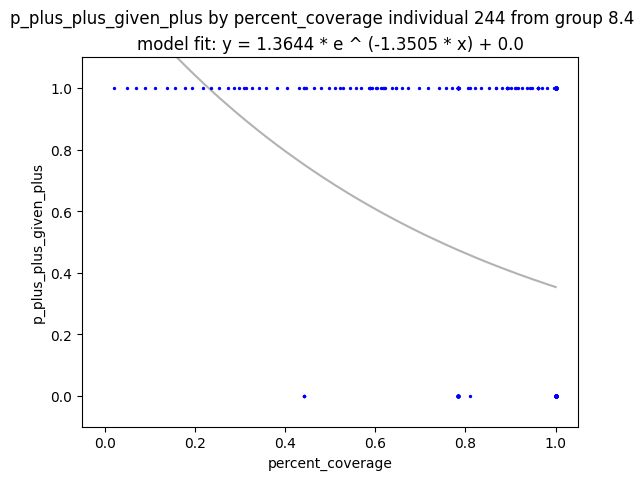 p_plus_plus_given_plus by percent_coverage individual 244 from group 8.4
model fit: y = 1.3644 * e ^ (-1.3505 * x) + 0.0
1.0
0.8
0.6
0.4
0.2
0.0
p_plus_plus_given_plus
0.0 0.2 0.4 0.6 0.8 1.0
percent_coverage